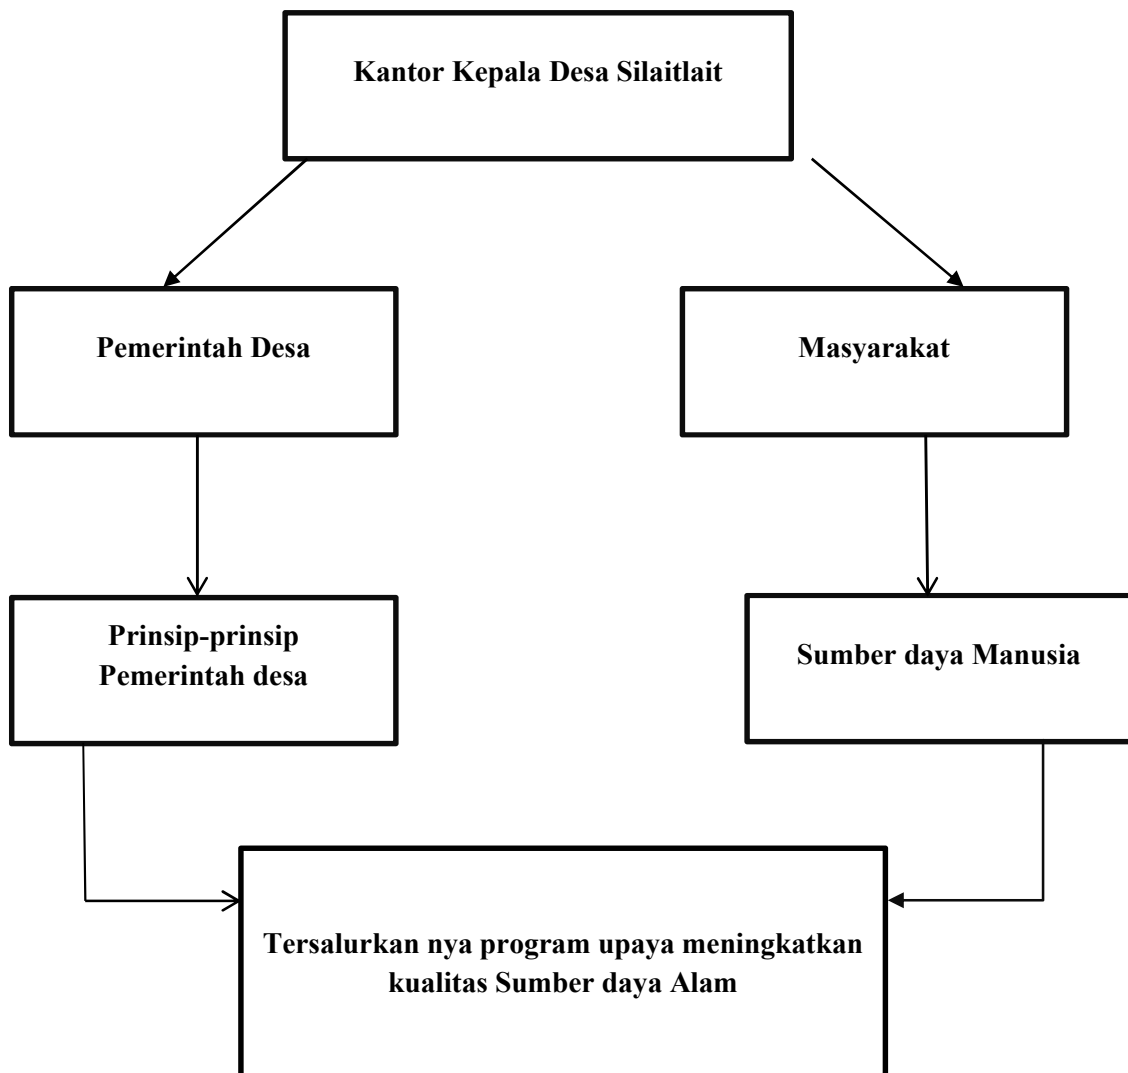 Kantor Kepala Desa Silaitlait
Pemerintah Desa
Masyarakat
Prinsip-prinsip
Pemerintah desa
Sumber daya Manusia
Tersalurkan nya program upaya meningkatkan
kualitas Sumber daya Alam